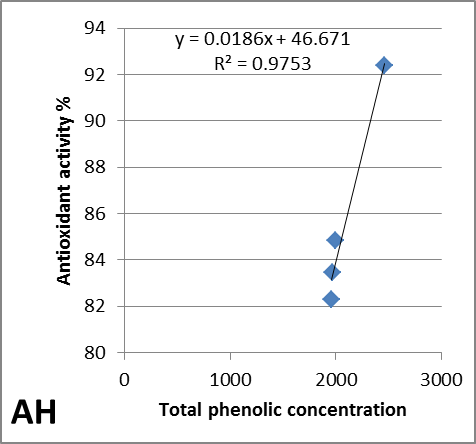 y = 0.0186x + 46.671
R² = 0.9753
94
92
90
88
86
84
82
80
Antioxidant activity %
0 1000 2000 3000
Total phenolic concentration
AH